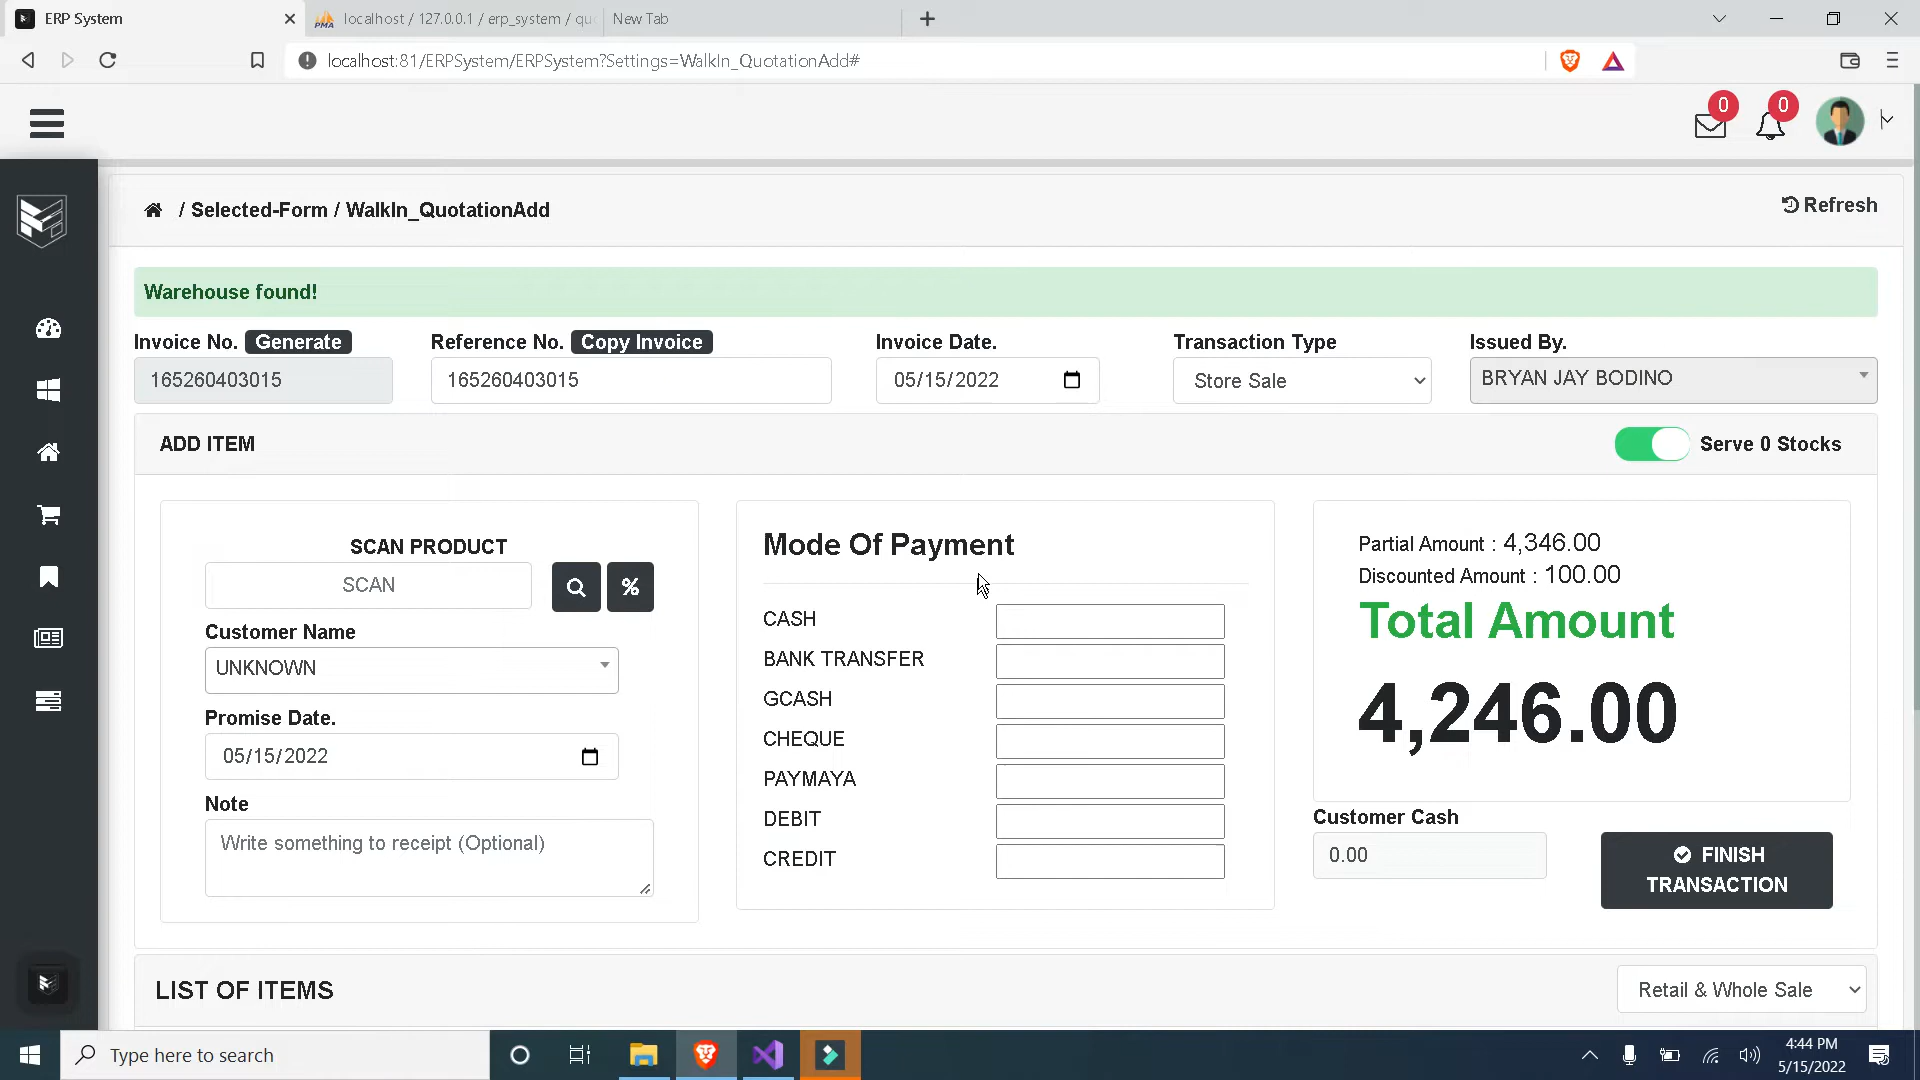 ERP System
localhost / 127.0.0.1 / erp_system / qu
New Tab
localhost:81/ERPSystem/ERPSystem?Settings=WalkIn_QuotationAdd#
0
0
/ Selected-Form / WalkIn_QuotationAdd
Refresh
Warehouse found!
Invoice No. Generate
Reference No. Copy Invoice
Invoice Date.
Transaction Type
Issued By.
165260403015
165260403015
05/15/2022
Store Sale
BRYAN JAY BODINO
ADD ITEM
Serve 0 Stocks
SCAN PRODUCT
SCAN
%
Customer Name
UNKNOWN
Promise Date.
05/15/2022
Note
Write something to receipt (Optional)
Mode Of Payment
CASH
BANK TRANSFER
GCASH
CHEQUE
PAYMAYA
DEBIT
CREDIT
Partial Amount : 4,346.00
Discounted Amount : 100.00
Total Amount
4,246.00
Customer Cash
0.00
FINISH
TRANSACTION
LIST OF ITEMS
Retail & Whole Sale
Type here to search
4:44 PM
5/15/2022